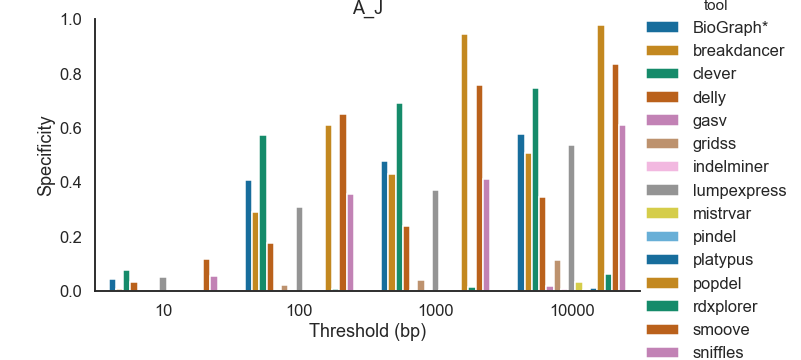 A_J
tool
1.0
0.8
0.6
0.4
0.2
0.0
Specificity
10
100
1000
10000
Threshold (bp)
BioGraph*
breakdancer
clever
delly
gasv
gridss
indelminer
lumpexpress
mistrvar
pindel
platypus
popdel
rdxplorer
smoove
sniffles